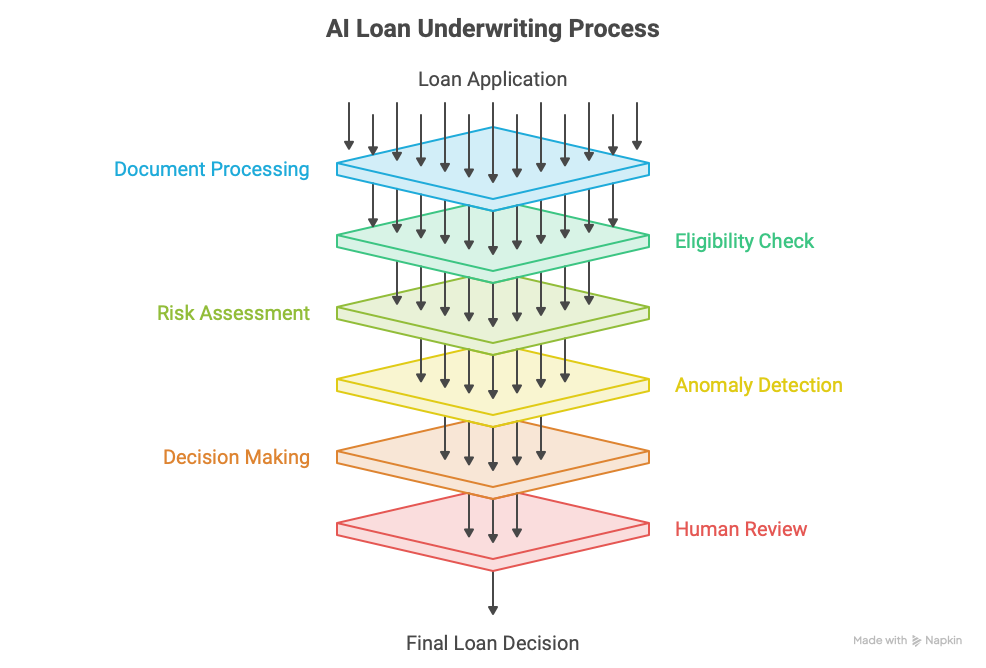 AI Loan Underwriting Process
Loan Application
Document Processing
Eligibility Check
Risk Assessment
Anomaly Detection
Decision Making
Human Review
Final Loan Decision
Made with Napkin